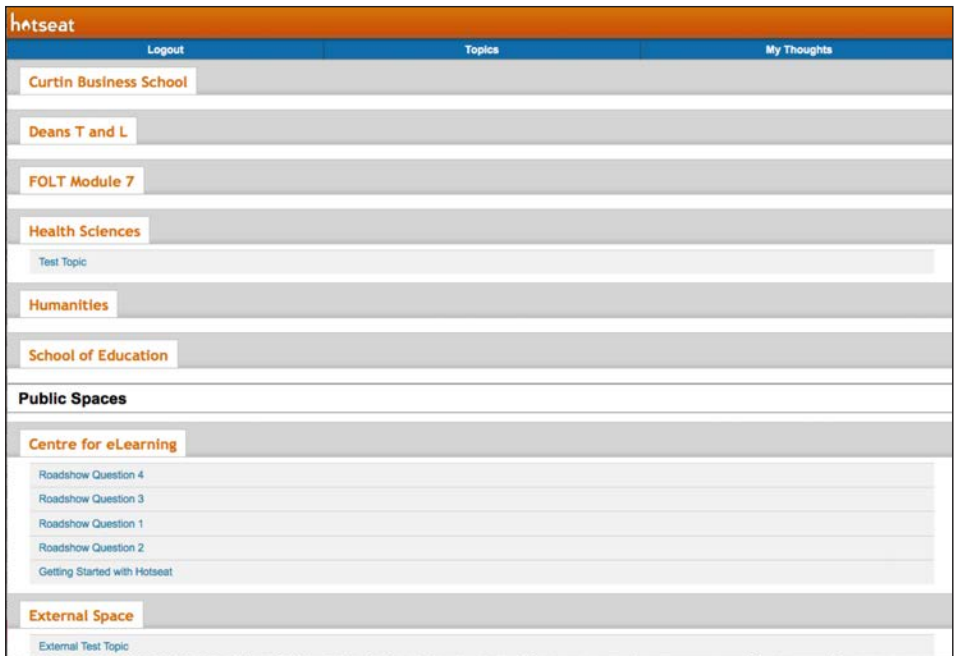 hotseat
Logout Topics My Thoughts
Curtin Business School
Deans T and L
FOLT Module 7
Health Sciences
Test Topic
Humanities
School of Education
Public Spaces
Centre for eLearning
Roadshow Question 4
Roadshow Question 3
Roadshow Question 1
Roadshow Question 2
Getting Started with Hotseat
External Space
External Test Topic